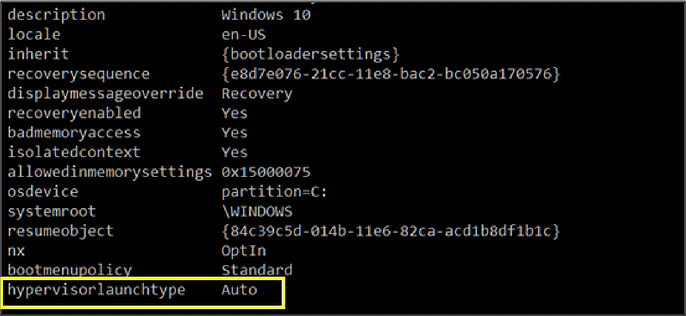 description Windows 10
locale en-US
inherit {bootloadersettings}
recoverysequence {e8d7e076-21cc-11e8-bac2-bc050a170576}
displaymessageoverride Recovery
recoveryenabled Yes
badmemoryaccess Yes
isolatedcontext Yes
allowedinmemorysettings 0x15000075
osdevice partition=C:
systemroot \WINDOWS
resumeobject {84c39c5d-014b-11e6-82ca-acd1b8df1b1c}
nx OptIn
bootmenupolicy Standard
hypervisorlaunchtype Auto